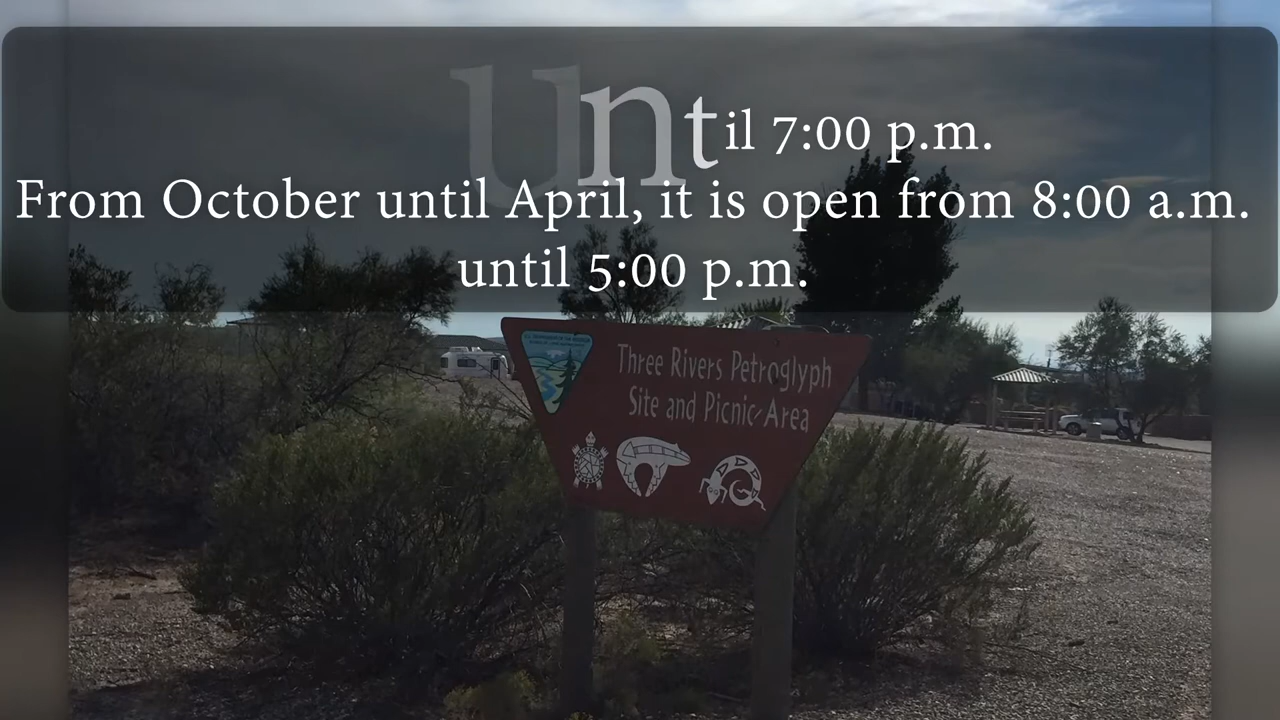 until 7:00 p.m.
From October until April, it is open from 8:00 a.m.
until 5:00 p.m.
Three Rivers Petroglyph
Site and Picnic Area